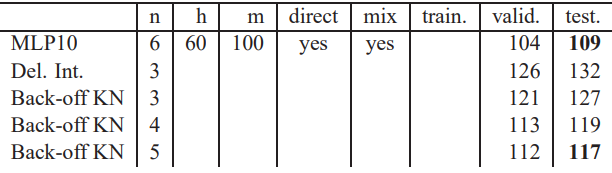 n h m direct mix train. valid. test.
MLP10 6 60 100 yes yes 104 109
Del. Int. 3 126 132
Back-off KN 3 121 127
Back-off KN 4 113 119
Back-off KN 5 112 117